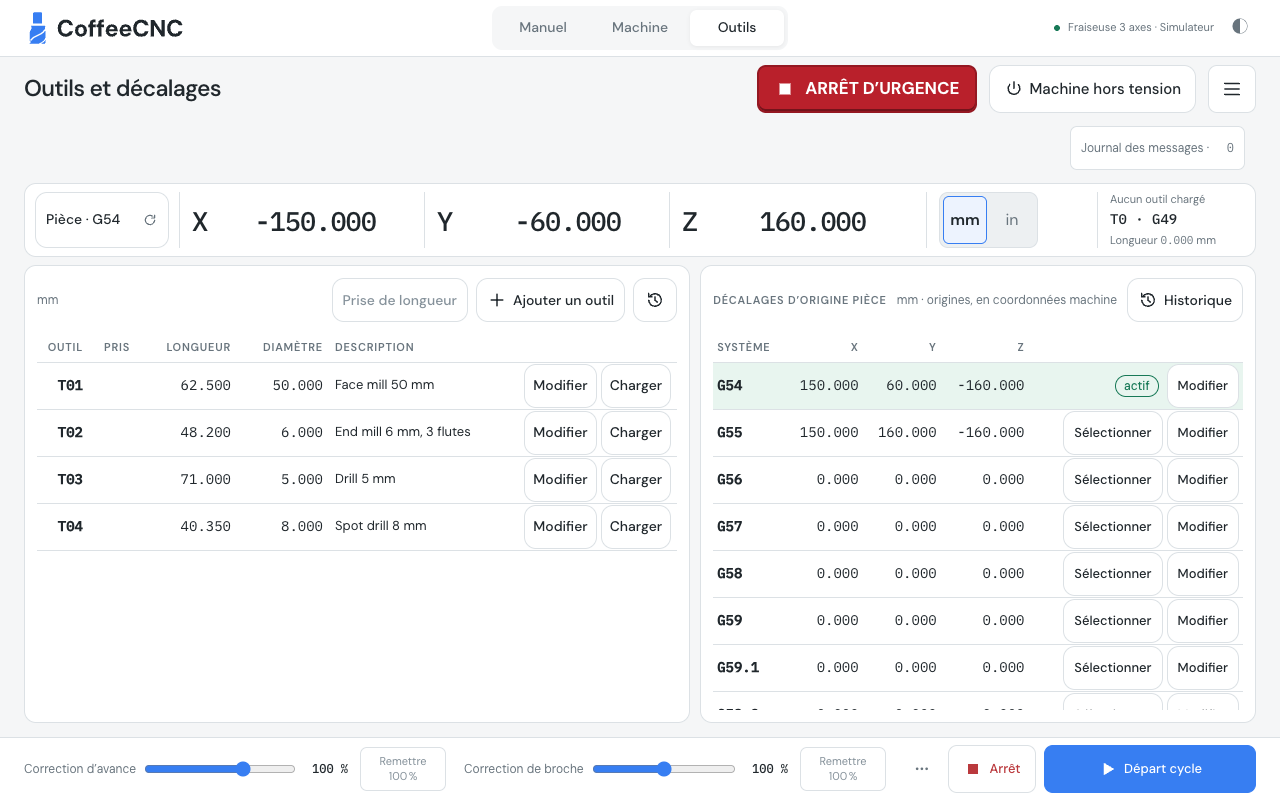 CoffeeCNC
Manuel
Machine
Outils
Fraiseuse 3 axes · Simulateur
Outils et décalages
ARRÊT D’URGENCE
Machine hors tension
Journal des messages · 0
Pièce · G54
X -150.000
Y -60.000
Z 160.000
mm in
Aucun outil chargé
T0 · G49
Longueur 0.000 mm
mm
Prise de longueur
Ajouter un outil
OUTIL PRIS LONGUEUR DIAMÈTRE DESCRIPTION
T01 62.500 50.000 Face mill 50 mm Modifier Charger
T02 48.200 6.000 End mill 6 mm, 3 flutes Modifier Charger
T03 71.000 5.000 Drill 5 mm Modifier Charger
T04 40.350 8.000 Spot drill 8 mm Modifier Charger
DÉCALAGES D’ORIGINE PIÈCE mm · origines, en coordonnées machine Historique
SYSTÈME X Y Z
G54 150.000 60.000 -160.000 actif Modifier
G55 150.000 160.000 -160.000 Sélectionner Modifier
G56 0.000 0.000 0.000 Sélectionner Modifier
G57 0.000 0.000 0.000 Sélectionner Modifier
G58 0.000 0.000 0.000 Sélectionner Modifier
G59 0.000 0.000 0.000 Sélectionner Modifier
G59.1 0.000 0.000 0.000 Sélectionner Modifier
Correction d’avance 100 %
Remettre
100 %
Correction de broche 100 %
Remettre
100 %
···
Arrêt
Départ cycle